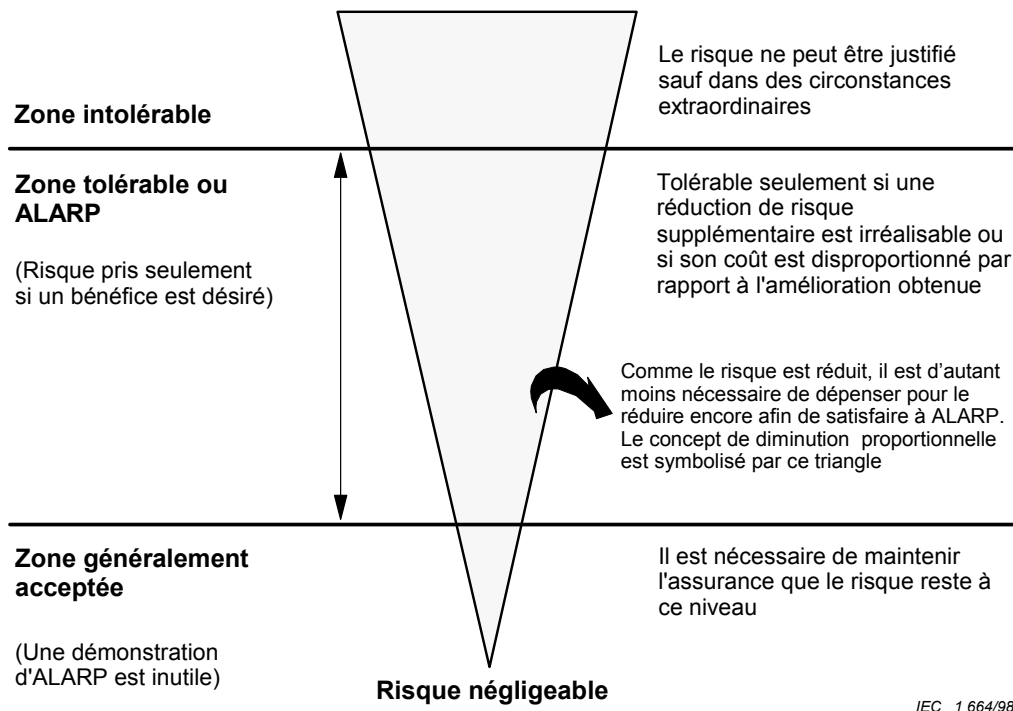 Le risque ne peut être justifié
sauf dans des circonstances
extraordinaires
Zone intolérable
Zone tolérable ou
ALARP
(Risque pris seulement
si un bénéfice est désiré)
Tolérable seulement si une
réduction de risque
supplémentaire est irréalisable ou
si son coût est disproportionné par
rapport à l'amélioration obtenue
Comme le risque est réduit, il est d’autant
moins nécessaire de dépenser pour le
réduire encore afin de satisfaire à ALARP.
Le concept de diminution proportionnelle
est symbolisé par ce triangle
Zone généralement
acceptée
(Une démonstration
d'ALARP est inutile)
Il est nécessaire de maintenir
l'assurance que le risque reste à
ce niveau
Risque négligeable
IEC 1 664/98